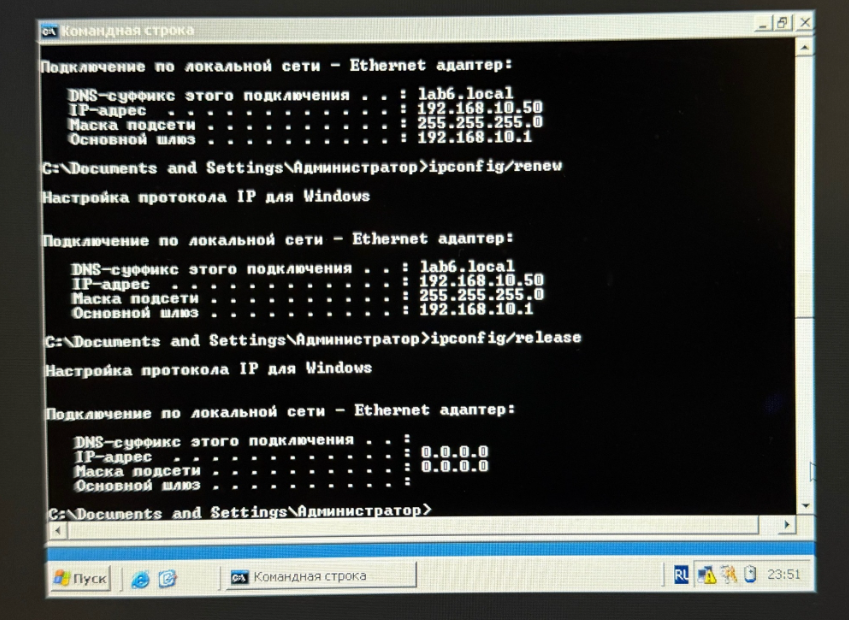 Командная строка
Подключение по локальной сети - Ethernet адаптер:
DNS-суффикс этого подключения . . : lab6.local
IP-адрес . . . . . . . . . . . . : 192.168.10.50
Маска подсети . . . . . . . . . . : 255.255.255.0
Основной шлюз . . . . . . . . . . : 192.168.10.1
C:\Documents and Settings\Администратор>ipconfig/renew
Настройка протокола IP для Windows
Подключение по локальной сети - Ethernet адаптер:
DNS-суффикс этого подключения . . : lab6.local
IP-адрес . . . . . . . . . . . . : 192.168.10.50
Маска подсети . . . . . . . . . . : 255.255.255.0
Основной шлюз . . . . . . . . . . : 192.168.10.1
C:\Documents and Settings\Администратор>ipconfig/release
Настройка протокола IP для Windows
Подключение по локальной сети - Ethernet адаптер:
DNS-суффикс этого подключения . . :
IP-адрес . . . . . . . . . . . . : 0.0.0.0
Маска подсети . . . . . . . . . . : 0.0.0.0
Основной шлюз . . . . . . . . . . :
C:\Documents and Settings\Администратор>
Пуск
Командная строка
RU
23:51